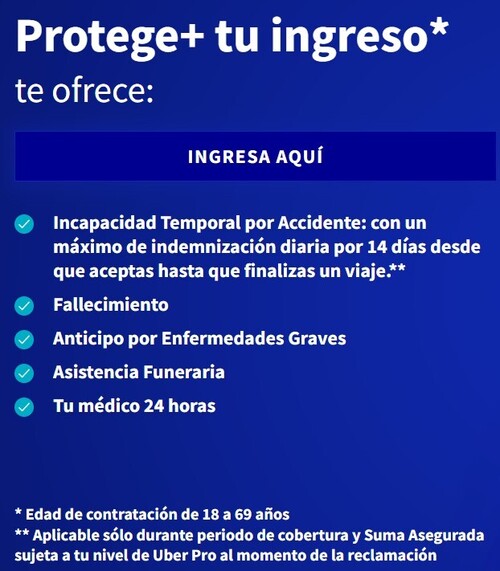 Protege+ tu ingreso*
te ofrece:
INGRESA AQUÍ
Incapacidad Temporal por Accidente: con un
máximo de indemnización diaria por 14 días desde
que aceptas hasta que finalizas un viaje.**
Fallecimiento
Anticipo por Enfermedades Graves
Asistencia Funeraria
Tu médico 24 horas
* Edad de contratación de 18 a 69 años
** Aplicable sólo durante periodo de cobertura y Suma Asegurada
sujeta a tu nivel de Uber Pro al momento de la reclamación